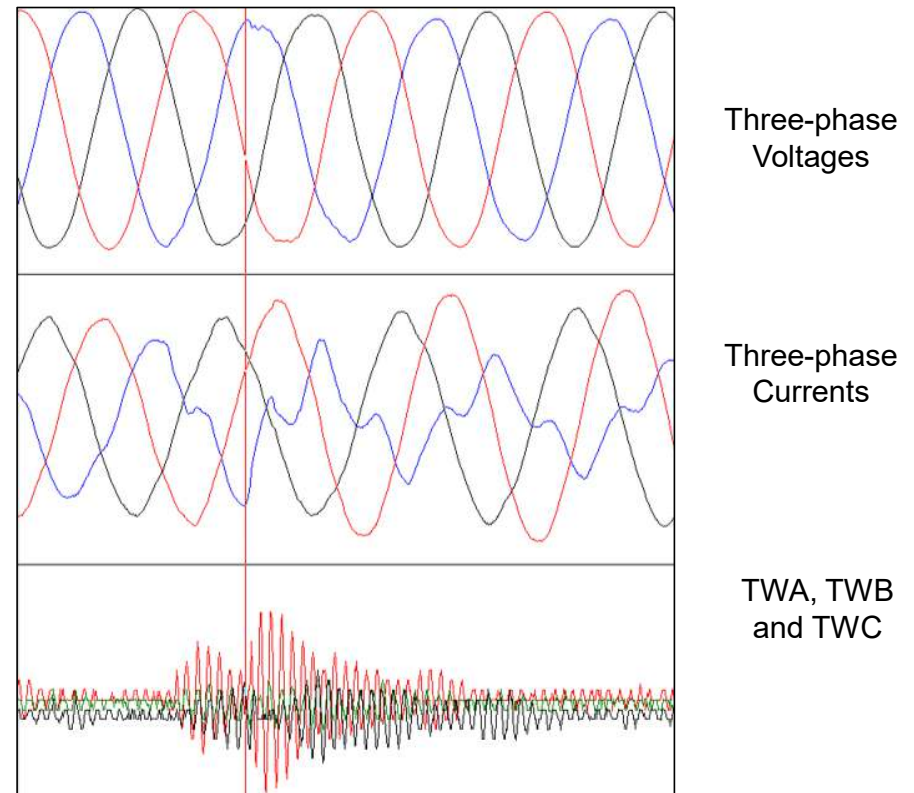 Three-phase
Voltages
Three-phase
Currents
TWA, TWB
and TWC